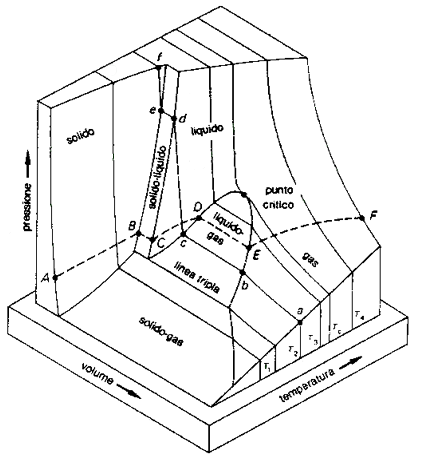 f
e
d
solido
liquido
solido-liquido
pressione
punto
critico
D
F
B
C
c
liquido-
gas
E
gas
A
b
linea tripla
a
solido-gas
T1
T2
T3
T4
volume
temperatura